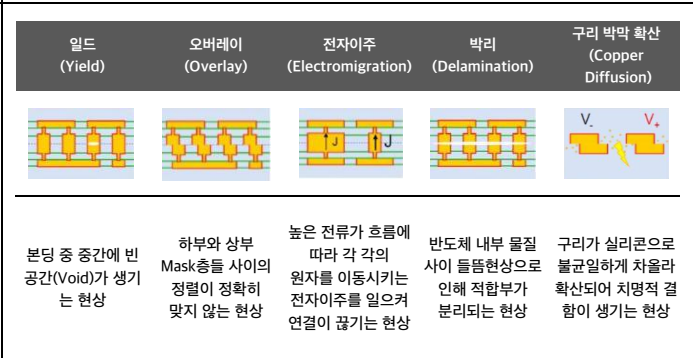 일드
(Yield)
오버레이
(Overlay)
전자이주
(Electromigration)
박리
(Delamination)
구리 박막 확산
(Copper
Diffusion)
J
J
V-
V+
본딩 중 중간에 빈
공간(Void)가 생기
는 현상
하부와 상부
Mask층들 사이의
정렬이 정확히
맞지 않는 현상
높은 전류가 흐름에
따라 각 각의
원자를 이동시키는
전자이주를 일으켜
연결이 끊기는 현상
반도체 내부 물질
사이 들뜸현상으로
인해 적합부가
분리되는 현상
구리가 실리콘으로
불균일하게 차올라
확산되어 치명적 결
함이 생기는 현상